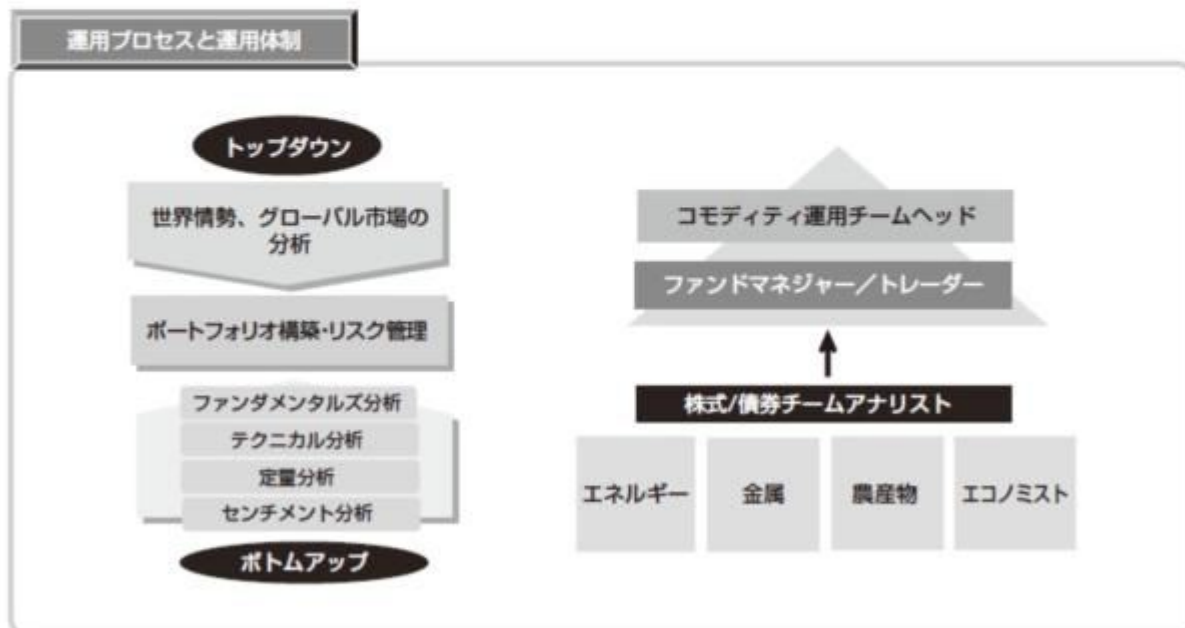 運用プロセスと運用体制
トップダウン
世界情勢、グローバル市場の
分析
ポートフォリオ構築・リスク管理
ファンダメンタルズ分析
テクニカル分析
定量分析
センチメント分析
ボトムアップ
コモディティ運用チームヘッド
ファンドマネジャー／トレーダー
株式/債券チームアナリスト
エネルギー
金属
農産物
エコノミスト